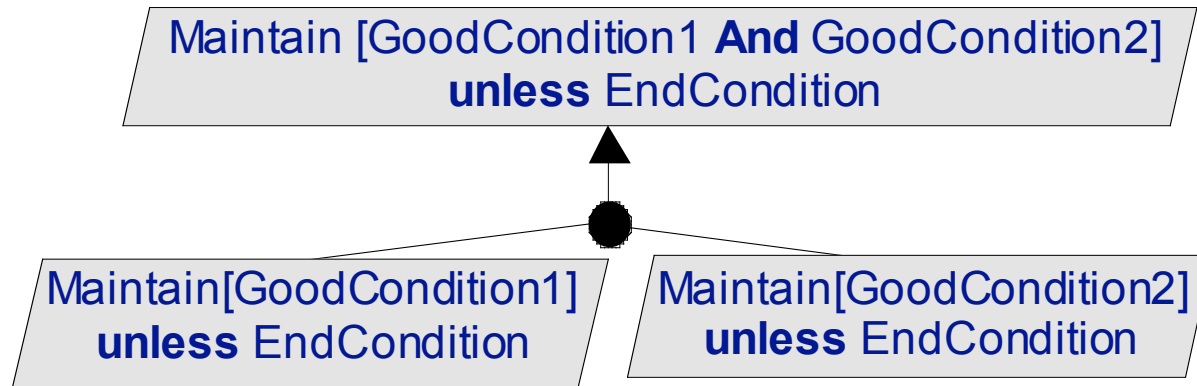 Maintain [GoodCondition1 And GoodCondition2]
unless EndCondition
Maintain[GoodCondition1]
unless EndCondition
Maintain[GoodCondition2]
unless EndCondition